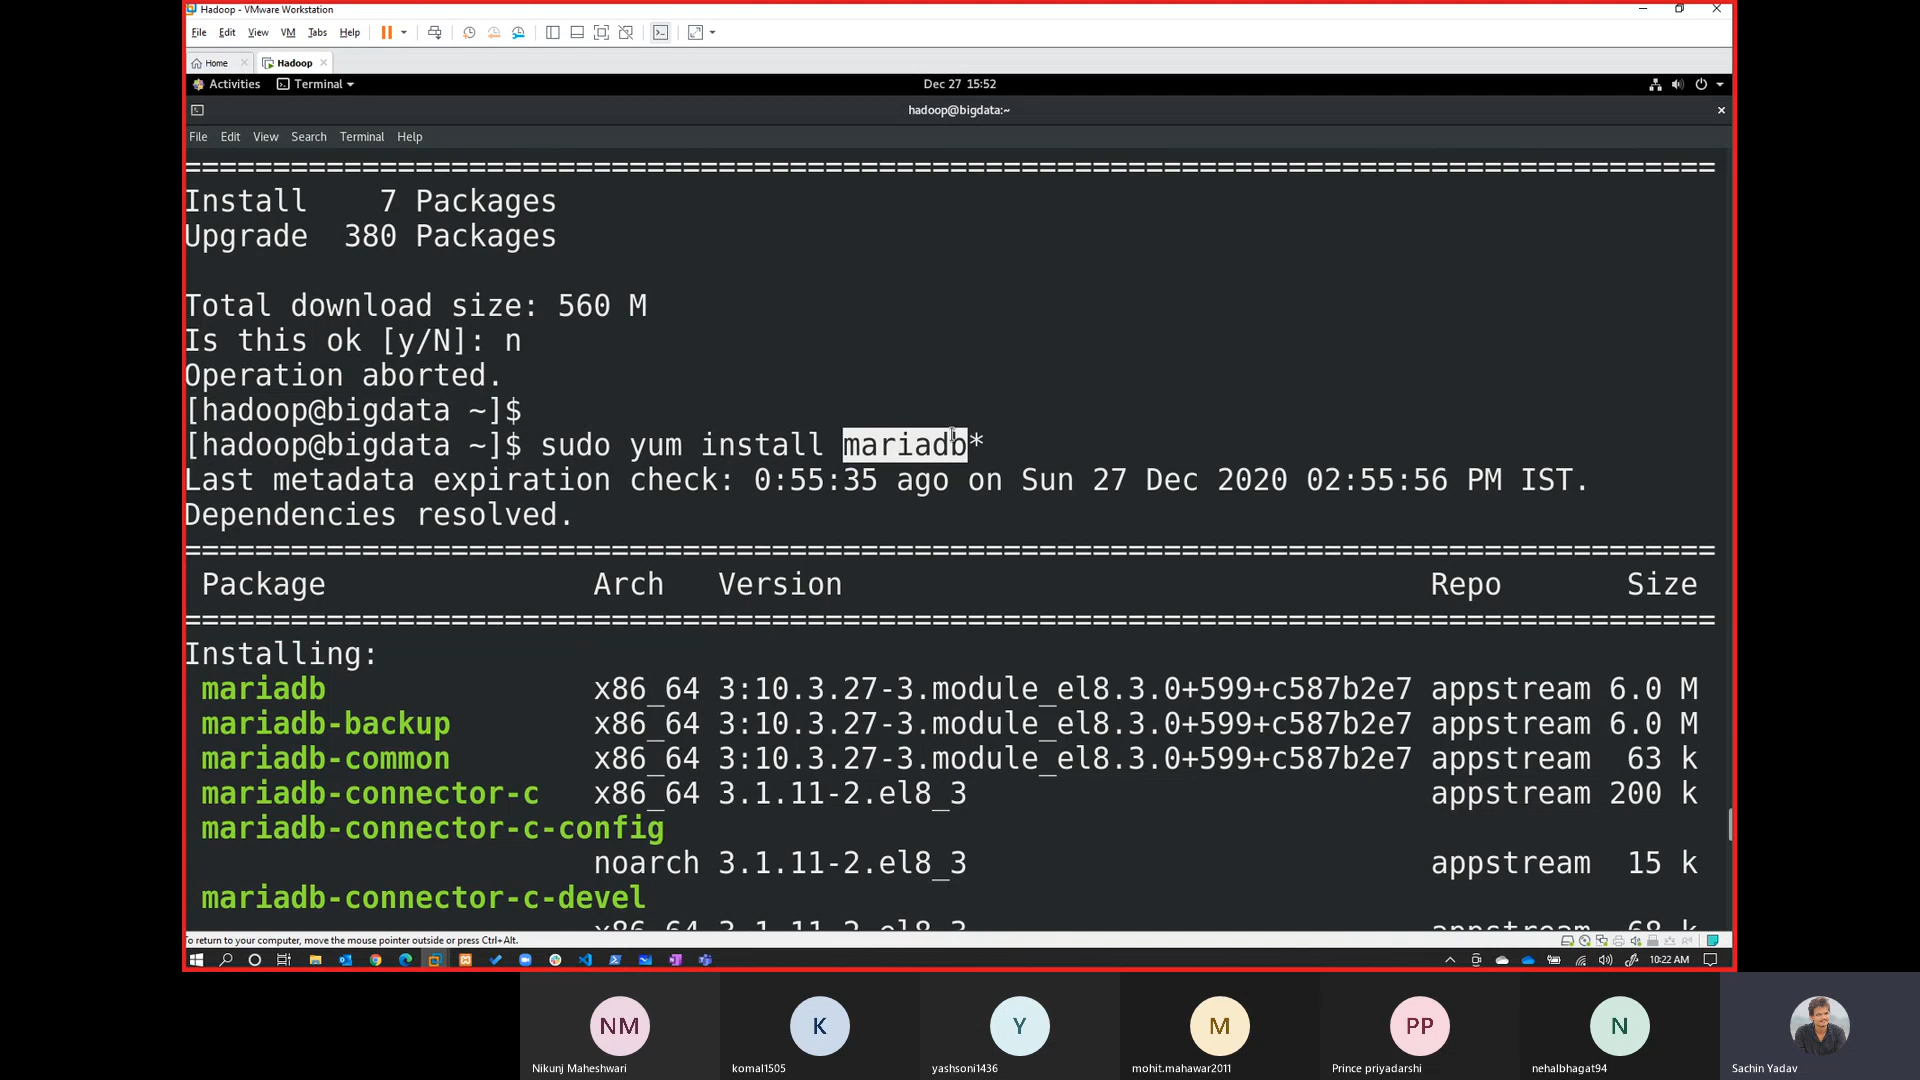 Hadoop - VMware Workstation
File Edit View VM Tabs Help
Home Hadoop
Activities Terminal Dec 27 15:52
hadoop@bigdata:~
File Edit View Search Terminal Help
======================================================================================
Install    7 Packages
Upgrade  380 Packages
Total download size: 560 M
Is this ok [y/N]: n
Operation aborted.
[hadoop@bigdata ~]$
[hadoop@bigdata ~]$ sudo yum install mariadb*
Last metadata expiration check: 0:55:35 ago on Sun 27 Dec 2020 02:55:56 PM IST.
Dependencies resolved.
======================================================================================
Package Arch Version Repo Size
======================================================================================
Installing:
mariadb x86_64 3:10.3.27-3.module_el8.3.0+599+c587b2e7 appstream 6.0 M
mariadb-backup x86_64 3:10.3.27-3.module_el8.3.0+599+c587b2e7 appstream 6.0 M
mariadb-common x86_64 3:10.3.27-3.module_el8.3.0+599+c587b2e7 appstream 63 k
mariadb-connector-c x86_64 3.1.11-2.el8_3 appstream 200 k
mariadb-connector-c-config
noarch 3.1.11-2.el8_3 appstream 15 k
mariadb-connector-c-devel
x86_64 3.1.11-2.el8_3 appstream 68 k
To return to your computer, move the mouse pointer outside or press Ctrl+Alt.
10:22 AM
NM K Y M PP N
Nikunj Maheshwari komal1505 yashsoni1436 mohit.mahawar2011 Prince priyadarshi nehalbhagat94 Sachin Yadav